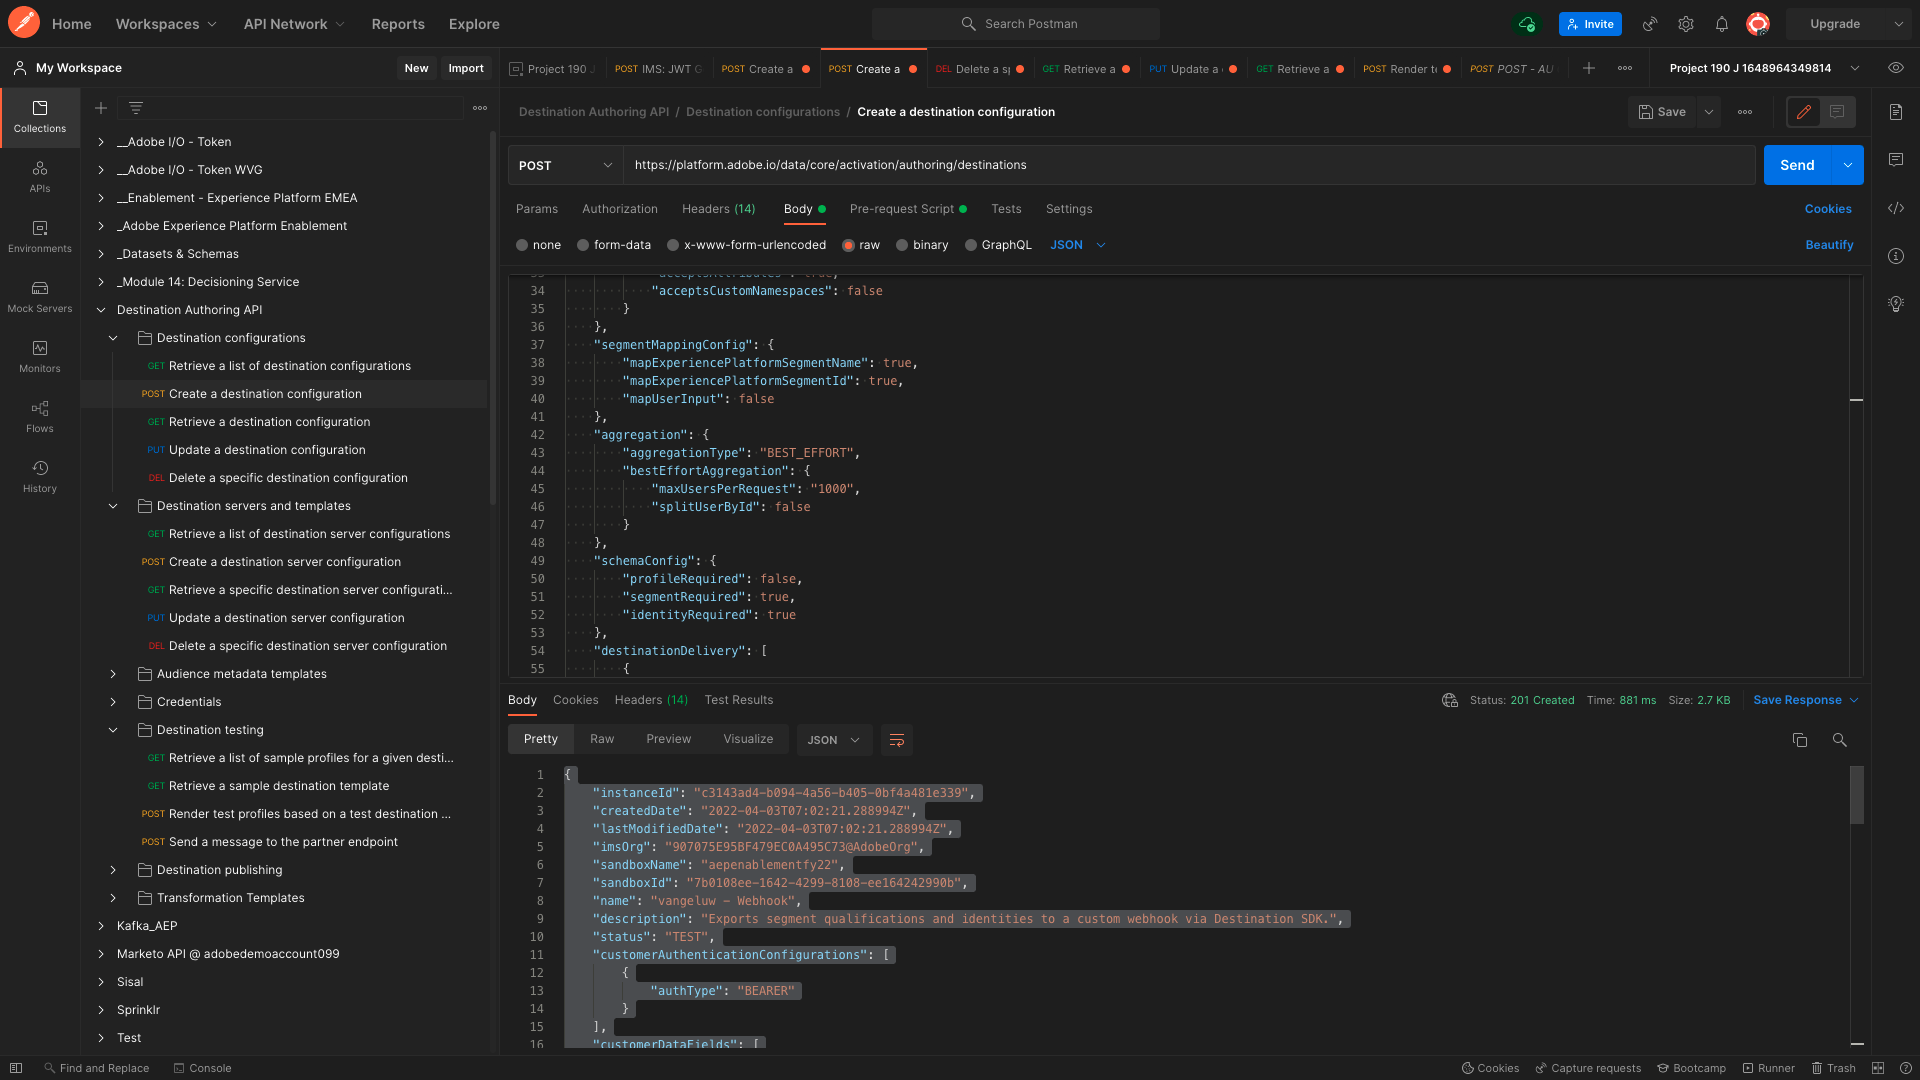 Home
Workspaces
API Network
Reports
Explore
Search Postman
Invite
Upgrade
My Workspace
New
Import
Project 190 J
POST IMS: JWT G
POST Create a
POST Create a
DEL Delete a sp
GET Retrieve a
PUT Update a
GET Retrieve a
POST Render t
POST POST - AU
Project 190 J 1648964349814
Collections
APIs
Environments
Mock Servers
Monitors
Flows
History
__Adobe I/O - Token
__Adobe I/O - Token WVG
__Enablement - Experience Platform EMEA
_Adobe Experience Platform Enablement
_Datasets & Schemas
_Module 14: Decisioning Service
Destination Authoring API
Destination configurations
GET Retrieve a list of destination configurations
POST Create a destination configuration
GET Retrieve a destination configuration
PUT Update a destination configuration
DEL Delete a specific destination configuration
Destination servers and templates
GET Retrieve a list of destination server configurations
POST Create a destination server configuration
GET Retrieve a specific destination server configurati...
PUT Update a destination server configuration
DEL Delete a specific destination server configuration
Audience metadata templates
Credentials
Destination testing
GET Retrieve a list of sample profiles for a given desti...
GET Retrieve a sample destination template
POST Render test profiles based on a test destination ...
POST Send a message to the partner endpoint
Destination publishing
Transformation Templates
Kafka_AEP
Marketo API @ adobedemoaccount099
Sisal
Sprinklr
Test
Destination Authoring API / Destination configurations / Create a destination configuration
Save
POST
https://platform.adobe.io/data/core/activation/authoring/destinations
Send
Params
Authorization
Headers (14)
Body
Pre-request Script
Tests
Settings
Cookies
none
form-data
x-www-form-urlencoded
raw
binary
GraphQL
JSON
Beautify
33 "acceptsAttributes": true,
34 "acceptsCustomNamespaces": false
35 }
36 },
37 "segmentMappingConfig": {
38 "mapExperiencePlatformSegmentName": true,
39 "mapExperiencePlatformSegmentId": true,
40 "mapUserInput": false
41 },
42 "aggregation": {
43 "aggregationType": "BEST_EFFORT",
44 "bestEffortAggregation": {
45 "maxUsersPerRequest": "1000",
46 "splitUserById": false
47 }
48 },
49 "schemaConfig": {
50 "profileRequired": false,
51 "segmentRequired": true,
52 "identityRequired": true
53 },
54 "destinationDelivery": [
55 {
Body
Cookies
Headers (14)
Test Results
Status: 201 Created
Time: 881 ms
Size: 2.7 KB
Save Response
Pretty
Raw
Preview
Visualize
JSON
1 {
2 "instanceId": "c3143ad4-b094-4a56-b405-0bf4a481e339",
3 "createdDate": "2022-04-03T07:02:21.288994Z",
4 "lastModifiedDate": "2022-04-03T07:02:21.288994Z",
5 "imsOrg": "907075E95BF479EC0A495C73@AdobeOrg",
6 "sandboxName": "aepenablementfy22",
7 "sandboxId": "7b0108ee-1642-4299-8108-ee164242990b",
8 "name": "vangeluw - Webhook",
9 "description": "Exports segment qualifications and identities to a custom webhook via Destination SDK.",
10 "status": "TEST",
11 "customerAuthenticationConfigurations": [
12 {
13 "authType": "BEARER"
14 }
15 ],
16 "customerDataFields": [
Find and Replace
Console
Cookies
Capture requests
Bootcamp
Runner
Trash